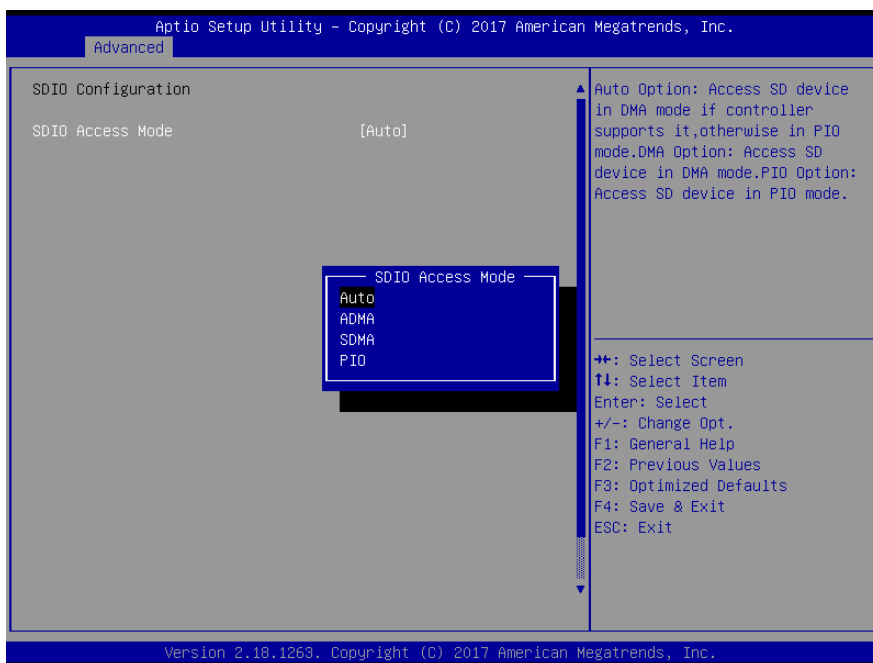 Aptio Setup Utility – Copyright (C) 2017 American Megatrends, Inc.
Advanced
SDIO Configuration
SDIO Access Mode [Auto]
Auto Option: Access SD device
in DMA mode if controller
supports it,otherwise in PIO
mode.DMA Option: Access SD
device in DMA mode.PIO Option:
Access SD device in PIO mode.
SDIO Access Mode
Auto
ADMA
SDMA
PIO
→←: Select Screen
↑↓: Select Item
Enter: Select
+/-: Change Opt.
F1: General Help
F2: Previous Values
F3: Optimized Defaults
F4: Save & Exit
ESC: Exit
Version 2.18.1263. Copyright (C) 2017 American Megatrends, Inc.